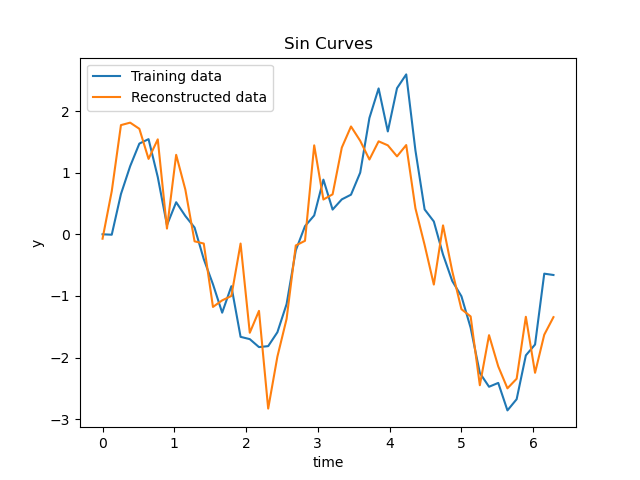 Sin Curves
Training data
Reconstructed data
2
1
0
−1
−2
−3
y
0 1 2 3 4 5 6
time